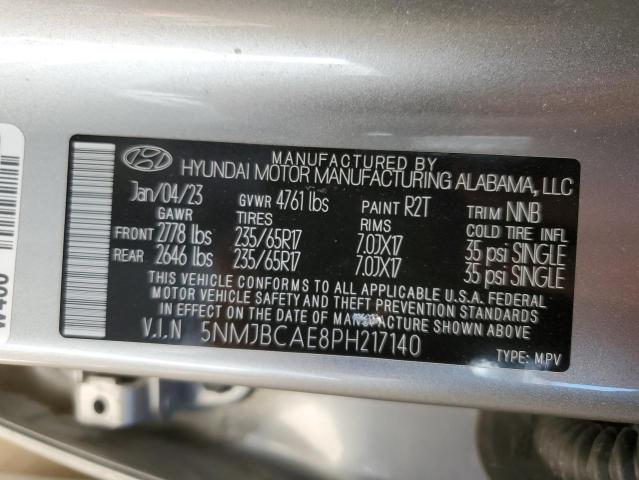 MANUFACTURED BY
HYUNDAI MOTOR MANUFACTURING ALABAMA, LLC
Jan/04/23 GVWR 4761 lbs PAINT R2T TRIM NNB
GAWR TIRES RIMS COLD TIRE INFL
FRONT 2778 lbs 235/65R17 7.0JX17 35 psi SINGLE
REAR 2646 lbs 235/65R17 7.0JX17 35 psi SINGLE
THIS VEHICLE CONFORMS TO ALL APPLICABLE U.S.A. FEDERAL
MOTOR VEHICLE SAFETY AND THEFT PREVENTION STANDARDS
IN EFFECT ON THE DATE OF MANUFACTURE SHOWN ABOVE.
V.I.N 5NMJBCAE8PH217140
TYPE: MPV